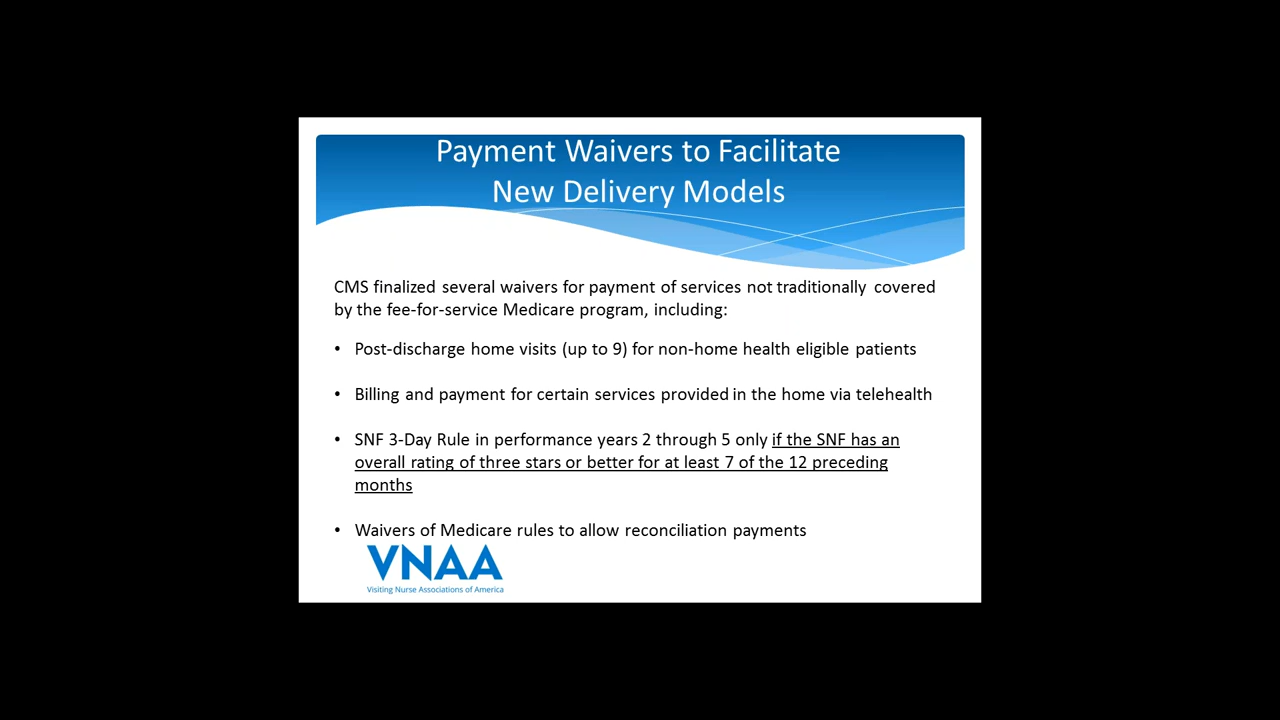 Payment Waivers to Facilitate
New Delivery Models
CMS finalized several waivers for payment of services not traditionally covered
by the fee-for-service Medicare program, including:
• Post-discharge home visits (up to 9) for non-home health eligible patients
• Billing and payment for certain services provided in the home via telehealth
• SNF 3-Day Rule in performance years 2 through 5 only if the SNF has an
overall rating of three stars or better for at least 7 of the 12 preceding
months
• Waivers of Medicare rules to allow reconciliation payments
VNAA
Visiting Nurse Associations of America